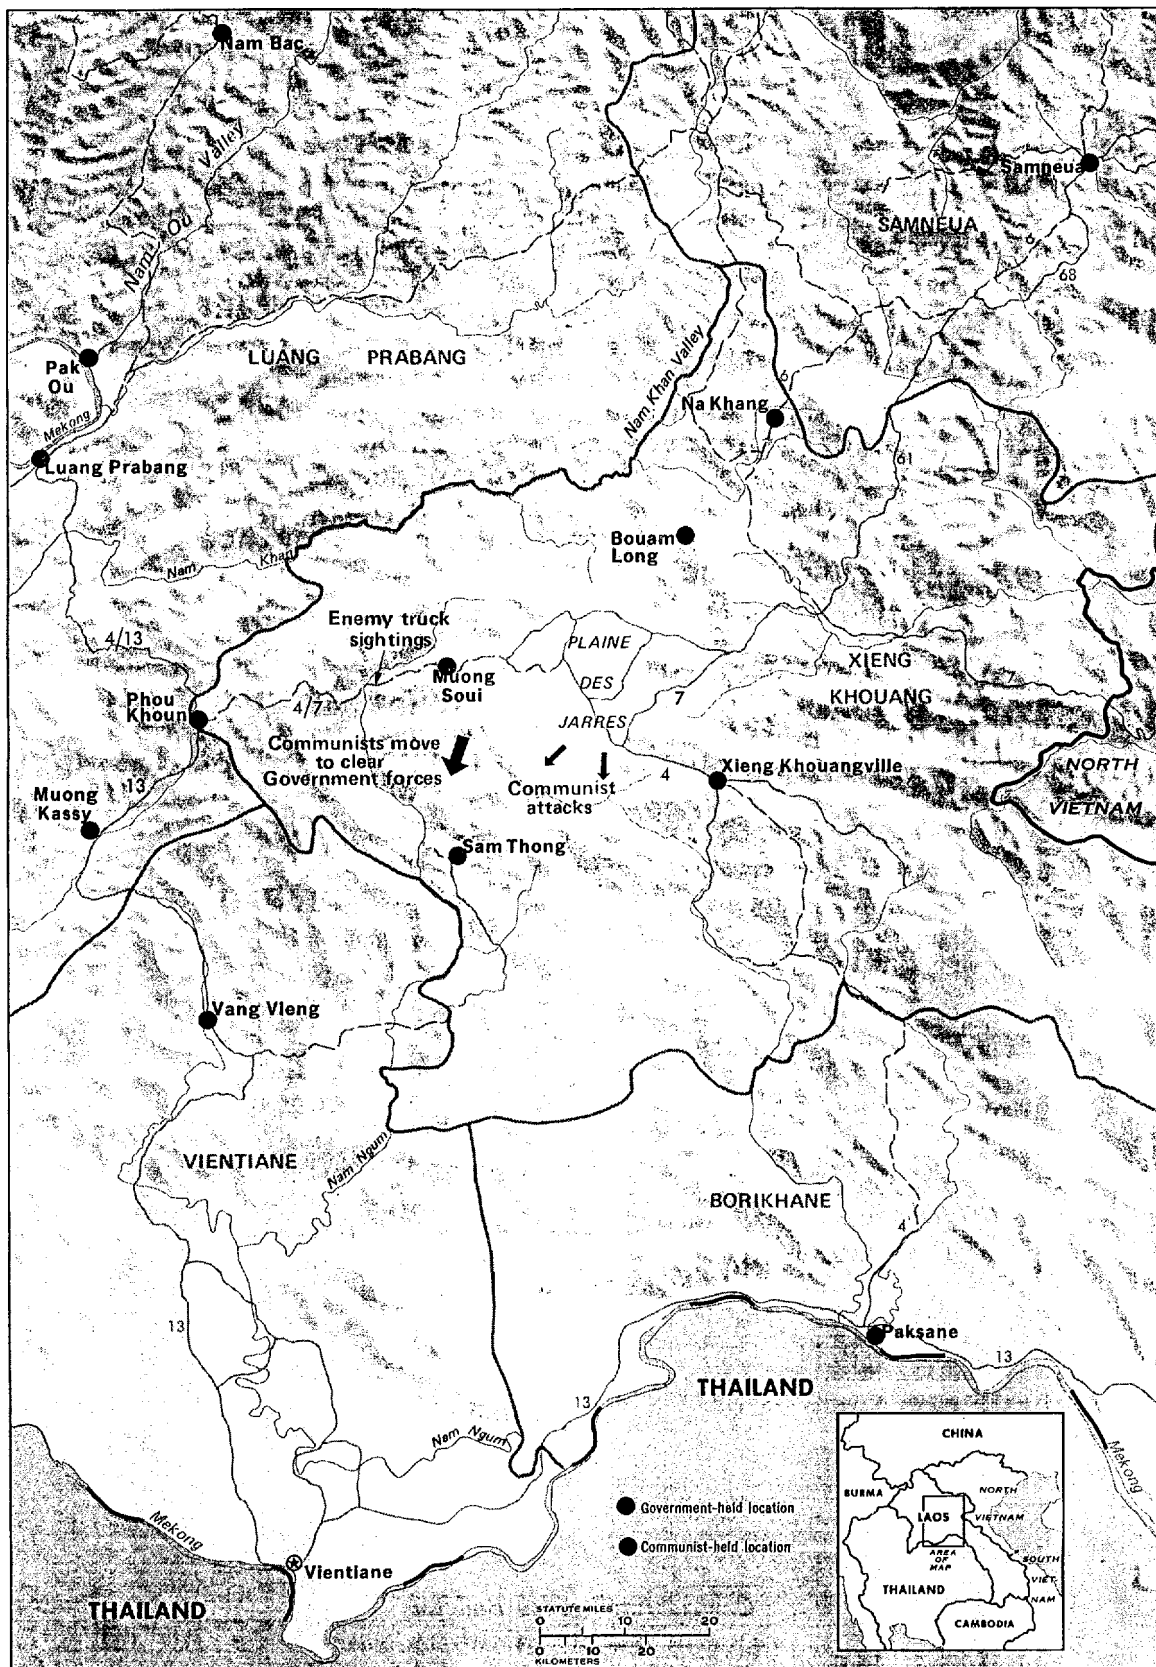 Nam Bac
Nam Ou Valley
Samneua
SAMNEUA
6
68
Pak
Ou
LUANG PRABANG
Nam Khan Valley
6
Na Khang
Mekong
Luang Prabang
61
Bouam
Long
Nam Khan
Enemy truck
sightings
4/13
PLAINE
DES
JARRES
Muong
Soui
XIENG
KHOUANG
7
Phou
Khoun
4/7
7
Communists move
to clear
Government forces
Communist
attacks
4
Xieng Khouangville
NORTH
VIETNAM
13
Muong
Kassy
Sam Thong
Vang Vieng
VIENTIANE
Nam Ngum
BORIKHANE
4
13
Paksane
13
THAILAND
13
Nam Ngum
Mekong
Mekong
Vientiane
THAILAND
Government-held location
Communist-held location
STATUTE MILES
0 10 20
0 10 20
KILOMETERS
CHINA
BURMA
NORTH
VIETNAM
LAOS
AREA
OF
MAP
SOUTH
VIET-
NAM
THAILAND
CAMBODIA